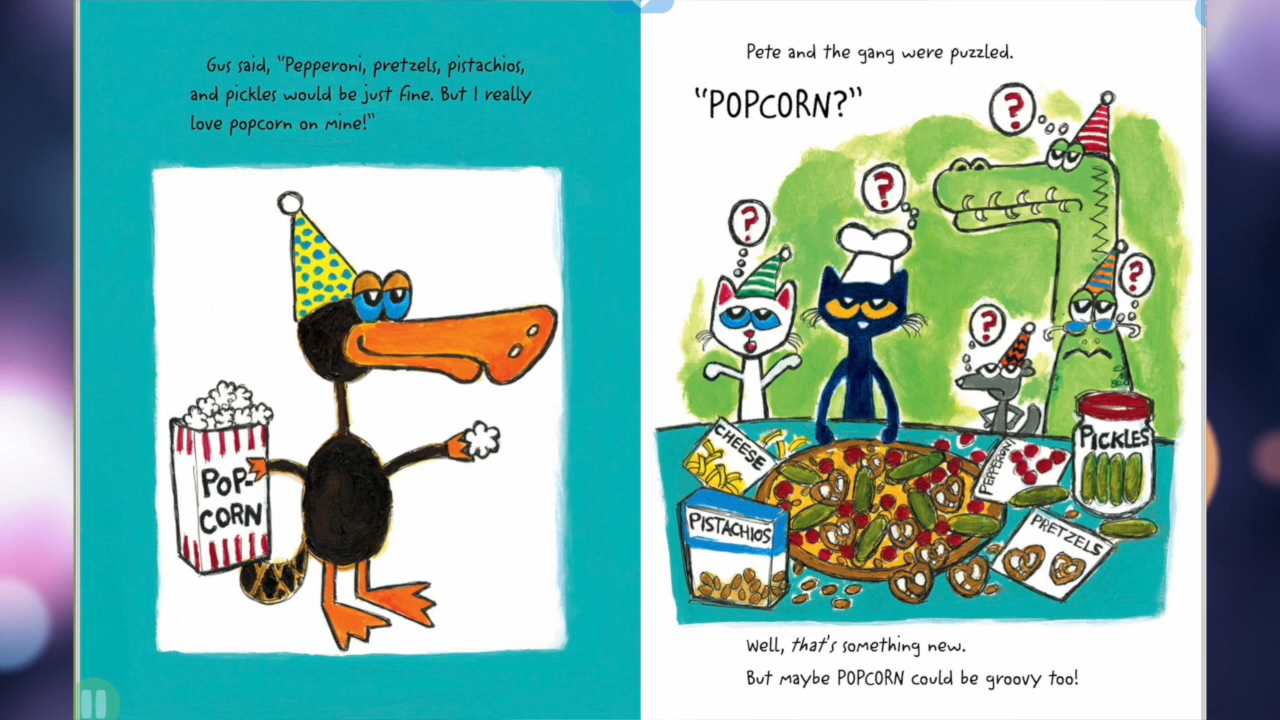 Gus said, “Pepperoni, pretzels, pistachios,
and pickles would be just fine. But I really
love popcorn on mine!”
POP-
CORN
Pete and the gang were puzzled.
“POPCORN?”
?
?
?
?
?
CHEESE
PISTACHIOS
PEPPERONI
PICKLES
PRETZELS
Well, that's something new.
But maybe POPCORN could be groovy too!